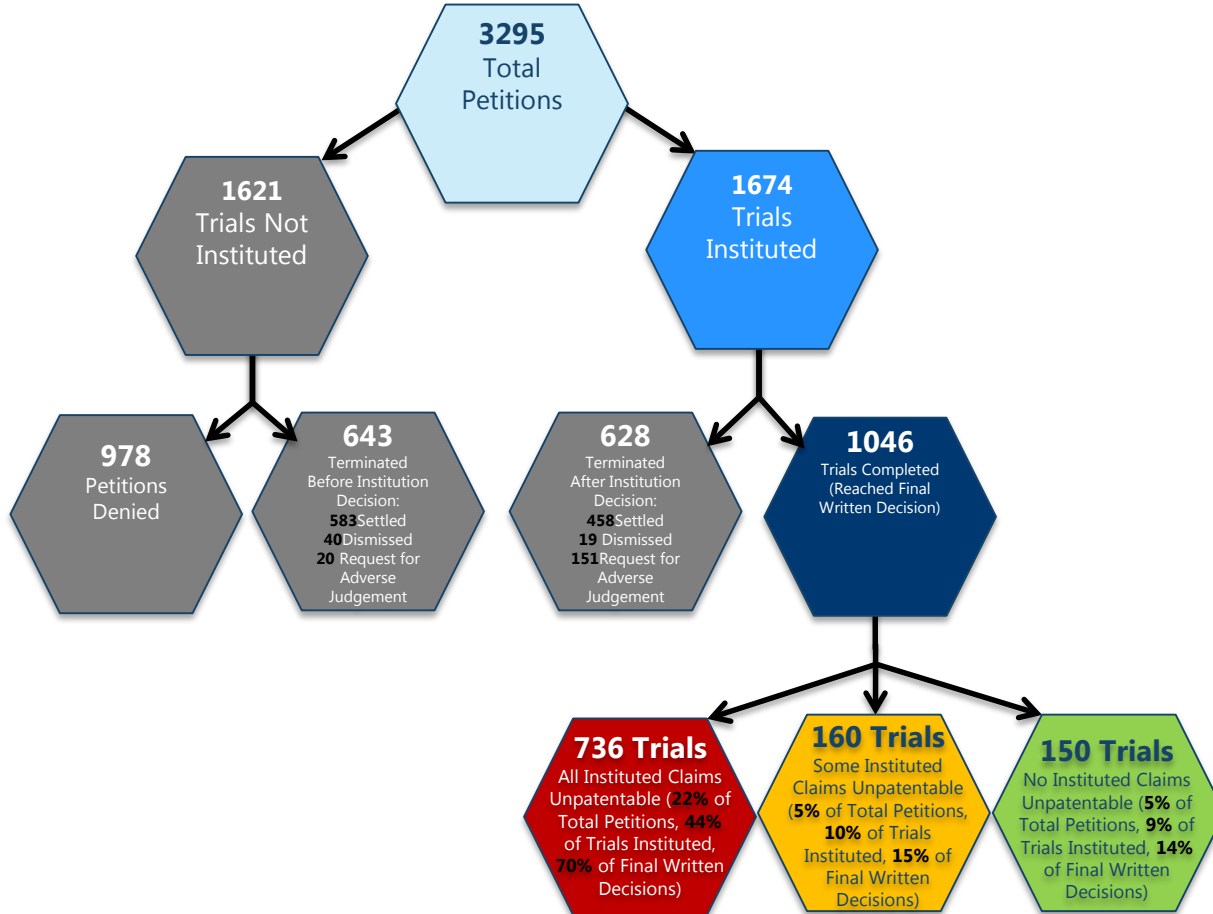 3295
Total
Petitions
1621
Trials Not
Instituted
1674
Trials
Instituted
978
Petitions
Denied
643
Terminated
Before Institution
Decision:
583Settled
40Dismissed
20 Request for
Adverse
Judgement
628
Terminated
After Institution
Decision:
458Settled
19 Dismissed
151Request for
Adverse
Judgement
1046
Trials Completed
(Reached Final
Written Decision)
736 Trials
All Instituted Claims
Unpatentable (22% of
Total Petitions, 44%
of Trials Instituted,
70% of Final Written
Decisions)
160 Trials
Some Instituted
Claims Unpatentable
(5% of Total Petitions,
10% of Trials
Instituted, 15% of
Final Written
Decisions)
150 Trials
No Instituted Claims
Unpatentable (5% of
Total Petitions, 9% of
Trials Instituted, 14%
of Final Written
Decisions)